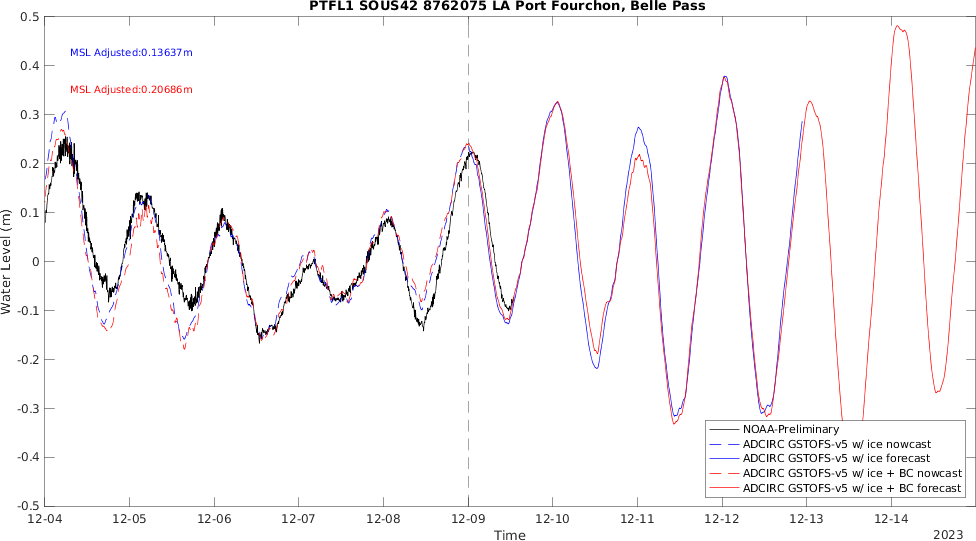 PTFL1 SOUS42 8762075 LA Port Fourchon, Belle Pass
MSL Adjusted:0.13637m
MSL Adjusted:0.20686m
Water Level (m)
0.5
0.4
0.3
0.2
0.1
0
-0.1
-0.2
-0.3
-0.4
-0.5
NOAA-Preliminary
ADCIRC GSTOFS-v5 w/ ice nowcast
ADCIRC GSTOFS-v5 w/ ice forecast
ADCIRC GSTOFS-v5 w/ ice + BC nowcast
ADCIRC GSTOFS-v5 w/ ice + BC forecast
12-04 12-05 12-06 12-07 12-08 12-09 12-10 12-11 12-12 12-13 12-14
Time
2023